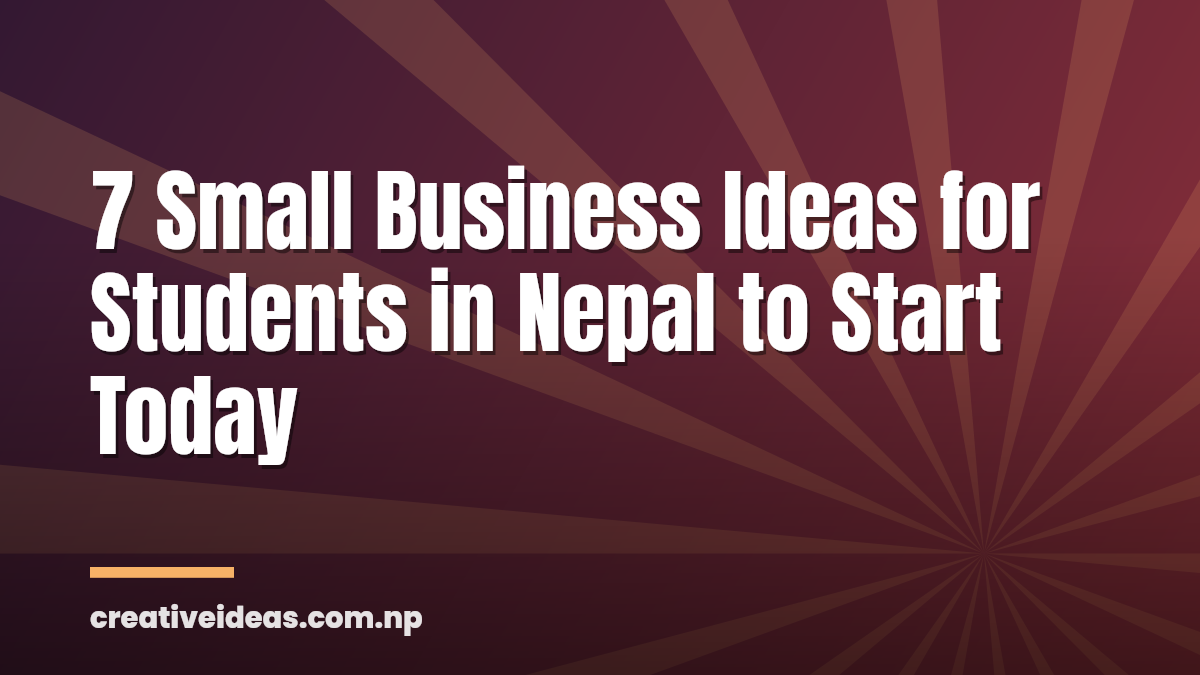 7 Small Business Ideas for
Students in Nepal to Start
Today
creativeideas.com.np